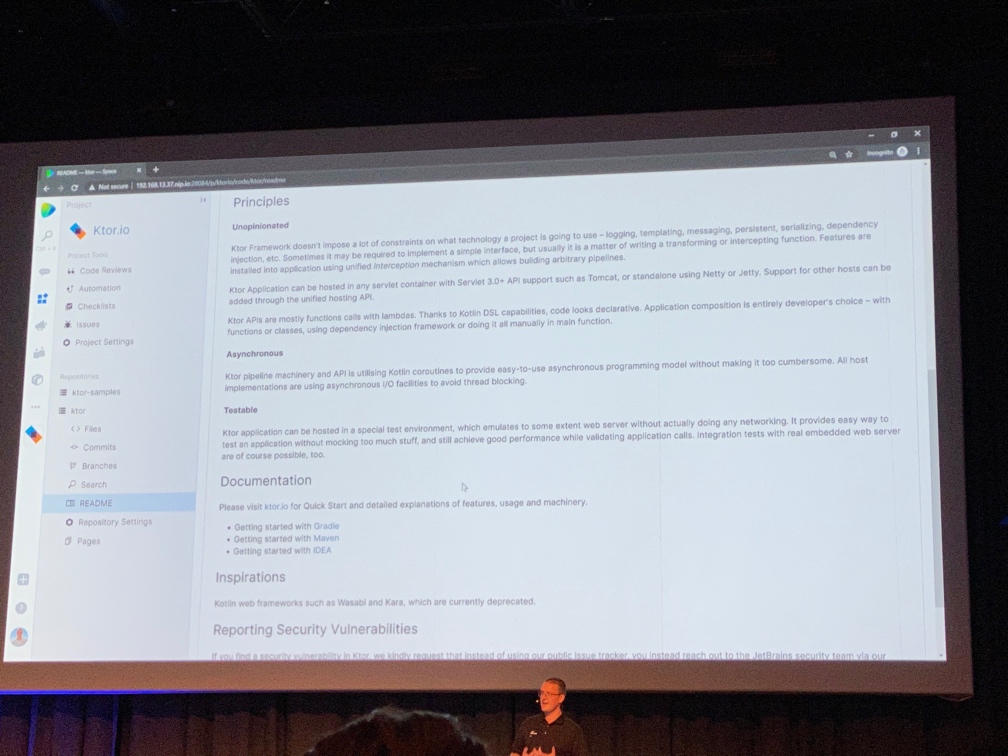 README — ktor — Space
Not secure | 192.168.13.37.nip.io:28084/p/ktorio/code/ktor/readme
Incognito
Project
Ktor.io
Project Tools
Code Reviews
Automation
Checklists
Issues
Project Settings
Repositories
ktor-samples
ktor
Files
Commits
Branches
Search
README
Repository Settings
Pages
Principles
Unopinionated
Ktor Framework doesn't impose a lot of constraints on what technology a project is going to use – logging, templating, messaging, persistent, serializing, dependency
injection, etc. Sometimes it may be required to implement a simple interface, but usually it is a matter of writing a transforming or intercepting function. Features are
installed into application using unified interception mechanism which allows building arbitrary pipelines.
Ktor Application can be hosted in any servlet container with Servlet 3.0+ API support such as Tomcat, or standalone using Netty or Jetty. Support for other hosts can be
added through the unified hosting API.
Ktor APIs are mostly functions calls with lambdas. Thanks to Kotlin DSL capabilities, code looks declarative. Application composition is entirely developer's choice – with
functions or classes, using dependency injection framework or doing it all manually in main function.
Asynchronous
Ktor pipeline machinery and API is utilising Kotlin coroutines to provide easy-to-use asynchronous programming model without making it too cumbersome. All host
implementations are using asynchronous I/O facilities to avoid thread blocking.
Testable
Ktor application can be hosted in a special test environment, which emulates to some extent web server without actually doing any networking. It provides easy way to
test an application without mocking too much stuff, and still achieve good performance while validating application calls. Integration tests with real embedded web server
are of course possible, too.
Documentation
Please visit ktor.io for Quick Start and detailed explanations of features, usage and machinery.
• Getting started with Gradle
• Getting started with Maven
• Getting started with IDEA
Inspirations
Kotlin web frameworks such as Wasabi and Kara, which are currently deprecated.
Reporting Security Vulnerabilities
If you find a security vulnerability in Ktor, we kindly request that instead of using our public issue tracker, you instead reach out to the JetBrains security team via our